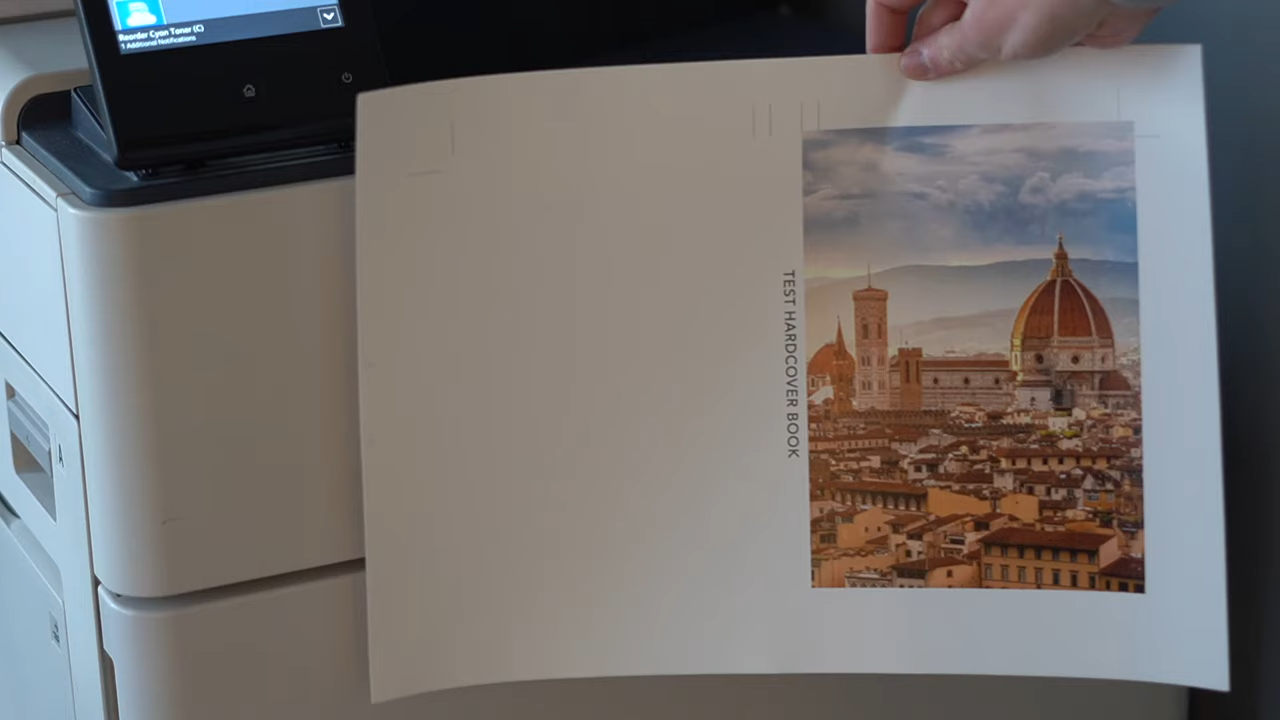 Reorder Cyan Toner (C)
1 Additional Notifications
TEST HARDCOVER BOOK
A